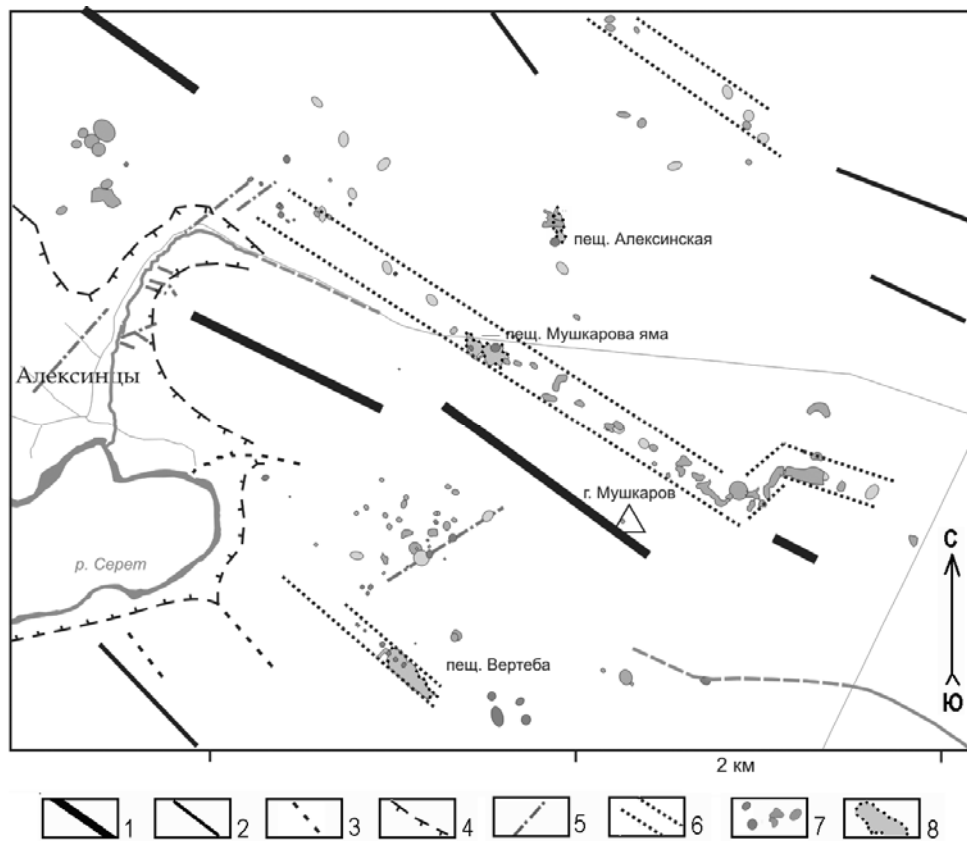 пещ. Алексинская
пещ. Мушкарова яма
Алексинцы
г. Мушкаров
С
р. Серет
пещ. Вертеба
Ю
2 км
1 2 3 4 5 6 7 8